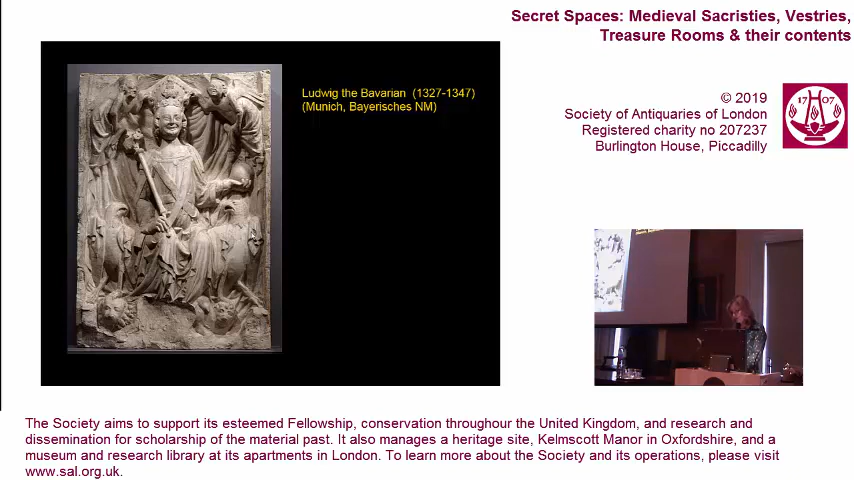 Secret Spaces: Medieval Sacristies, Vestries,
Treasure Rooms & their contents
Ludwig the Bavarian (1327-1347)
(Munich, Bayerisches NM)
© 2019
Society of Antiquaries of London
Registered charity no 207237
Burlington House, Piccadilly
17 07
The Society aims to support its esteemed Fellowship, conservation throughour the United Kingdom, and research and
dissemination for scholarship of the material past. It also manages a heritage site, Kelmscott Manor in Oxfordshire, and a
museum and research library at its apartments in London. To learn more about the Society and its operations, please visit
www.sal.org.uk.